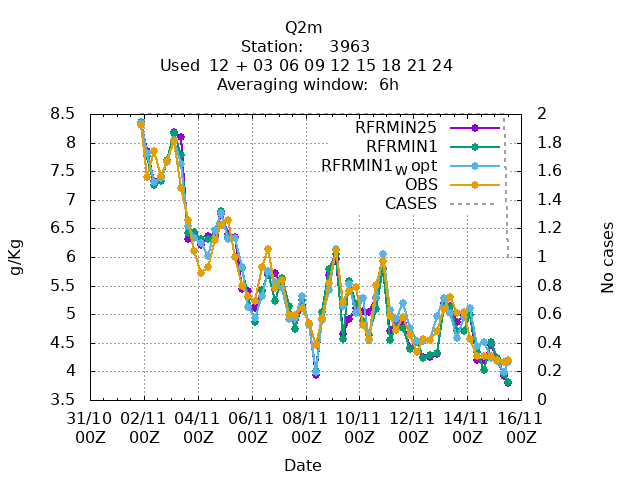 Q2m
Station: 3963
Used 12 + 03 06 09 12 15 18 21 24
Averaging window: 6h
g/Kg
8.5
8
7.5
7
6.5
6
5.5
5
4.5
4
3.5
RFRMIN25
RFRMIN1
RFRMIN1w opt
OBS
CASES
2
1.8
1.6
1.4
1.2
1
0.8
0.6
0.4
0.2
0
No cases
31/10 02/11 04/11 06/11 08/11 10/11 12/11 14/11 16/11
00Z 00Z 00Z 00Z 00Z 00Z 00Z 00Z 00Z
Date